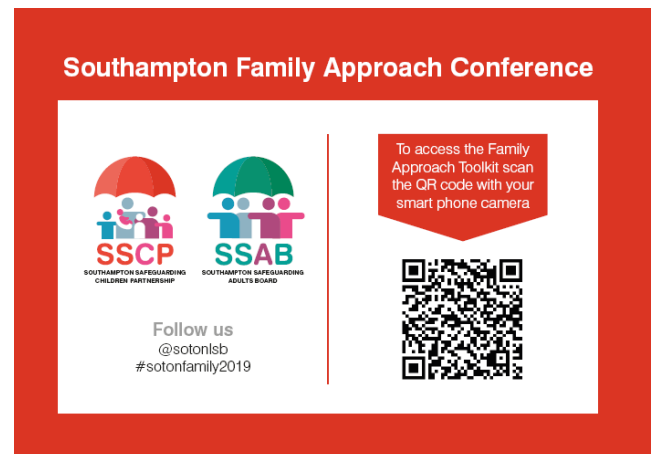 Southampton Family Approach Conference
SSCP
SOUTHAMPTON SAFEGUARDING
CHILDREN PARTNERSHIP
SSAB
SOUTHAMPTON SAFEGUARDING
ADULTS BOARD
Follow us
@sotonlsb
#sotonfamily2019
To access the Family
Approach Toolkit scan
the QR code with your
smart phone camera